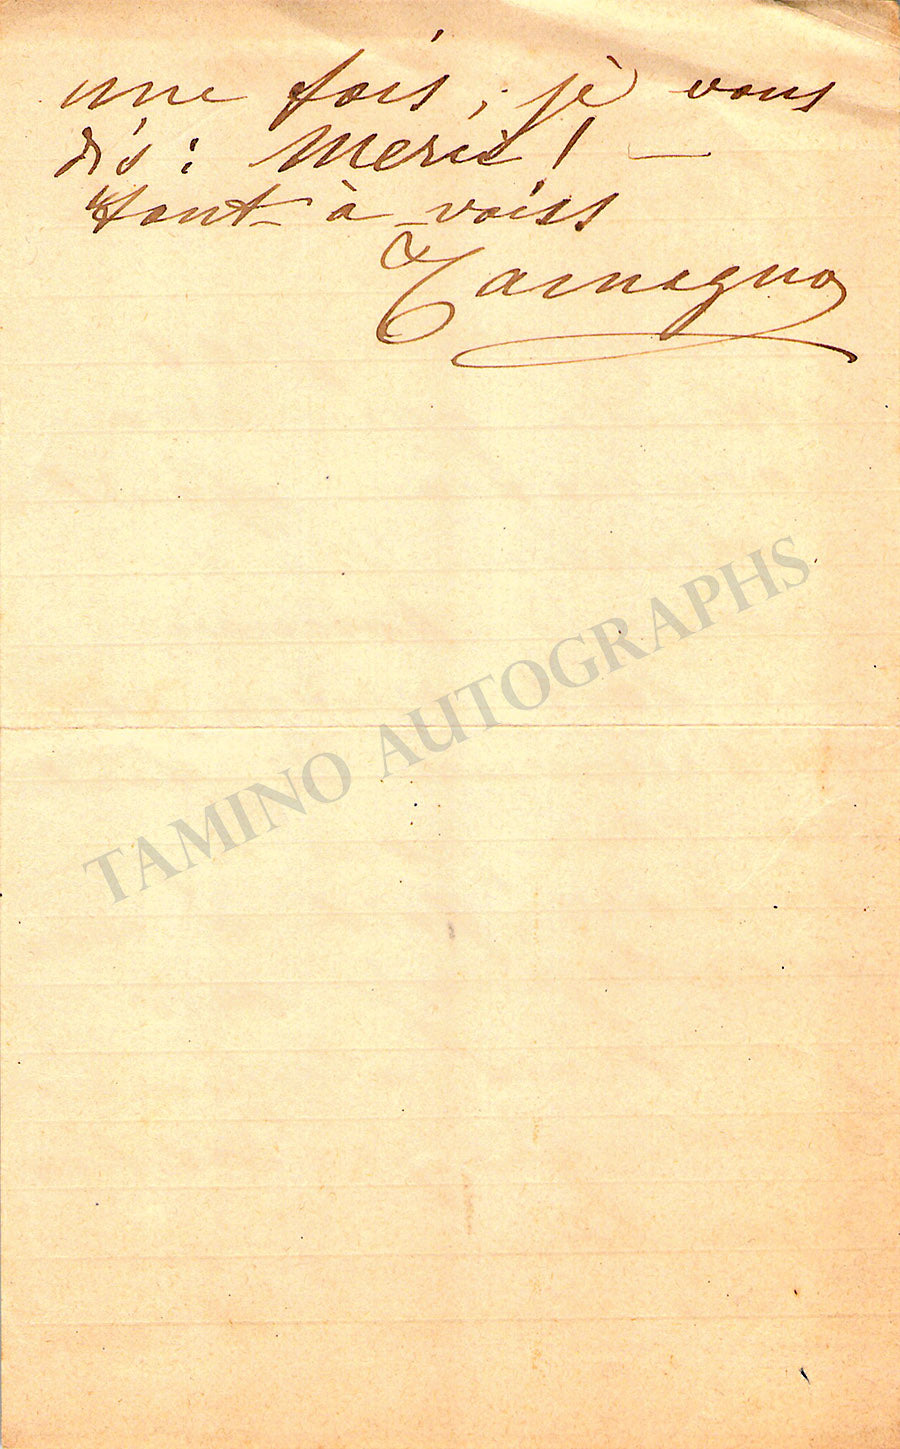 une fois, je vous
dis : Merci ! —
tout à vous
Tamagno
TAMINO AUTOGRAPHS